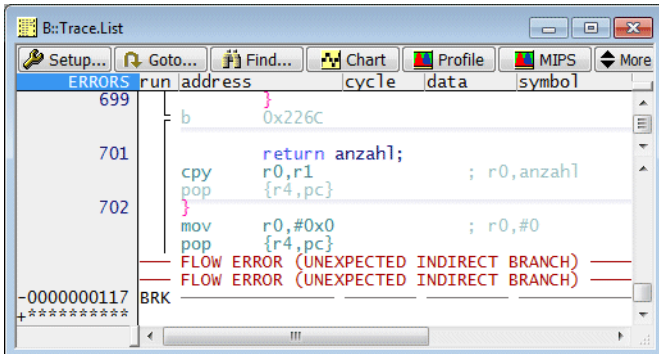 B::Trace.List
Setup... Goto... Find... Chart Profile MIPS More
ERRORS run address cycle data symbol
699 }
b 0x226C
701 return anzahl;
cpy r0,r1 ; r0,anzahl
pop {r4,pc}
702 }
mov r0,#0x0 ; r0,#0
pop {r4,pc}
FLOW ERROR (UNEXPECTED INDIRECT BRANCH)
FLOW ERROR (UNEXPECTED INDIRECT BRANCH)
-0000000117 BRK
+**********